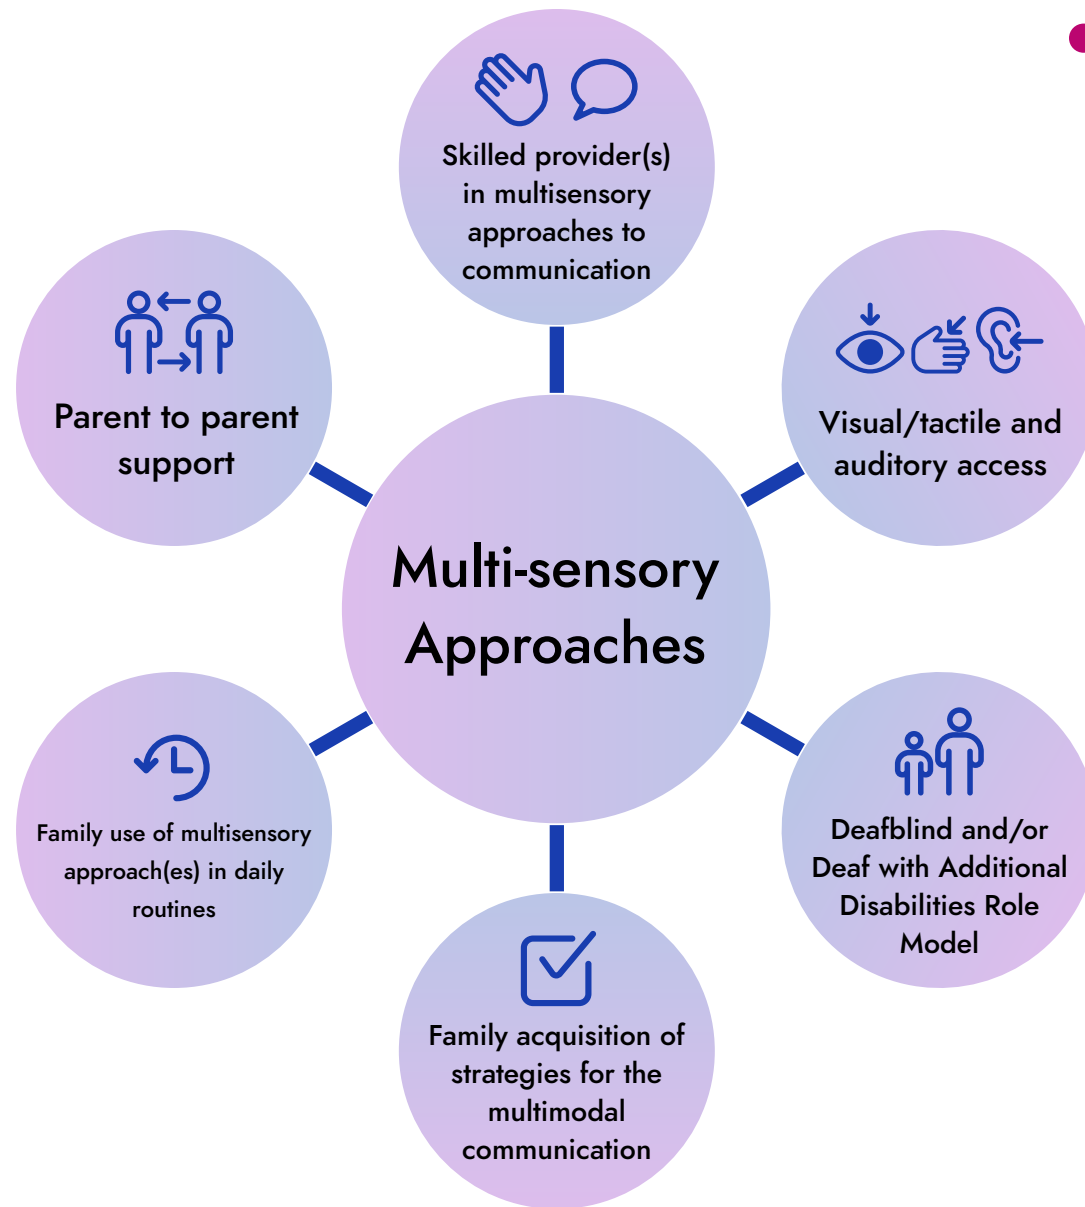 Skilled provider(s)
in multisensory
approaches to
communication
Parent to parent
support
Visual/tactile and
auditory access
Multi-sensory
Approaches
Family use of multisensory
approach(es) in daily
routines
Deafblind and/or
Deaf with Additional
Disabilities Role
Model
Family acquisition of
strategies for the
multimodal
communication